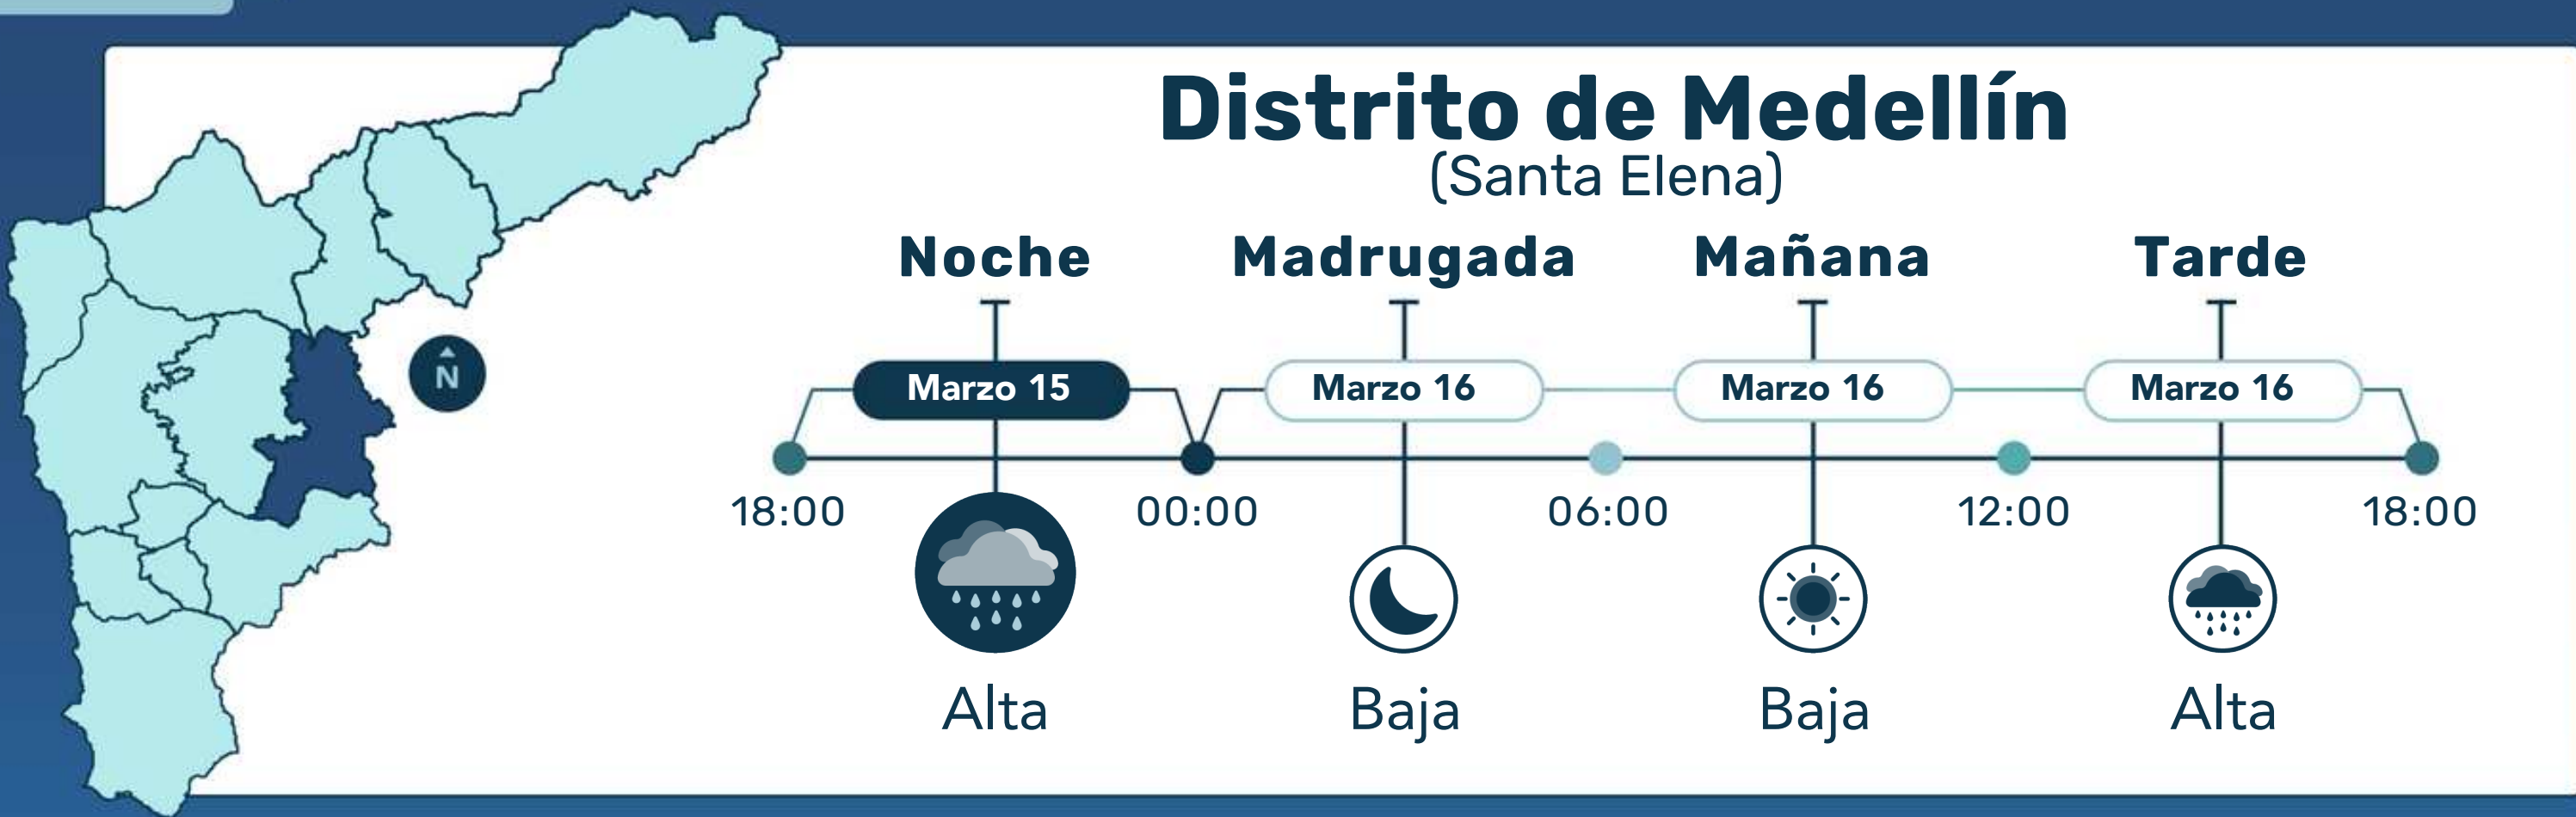 Distrito de Medellín
(Santa Elena)
Noche Madrugada Mañana Tarde
Marzo 15 Marzo 16 Marzo 16 Marzo 16
N
18:00 00:00 06:00 12:00 18:00
Alta Baja Baja Alta